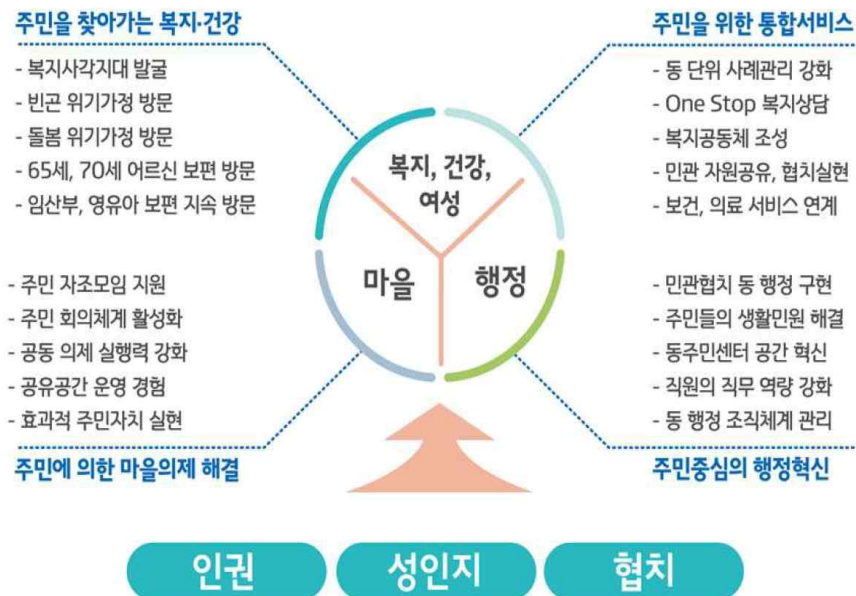 주민을 찾아가는 복지·건강
- 복지사각지대 발굴
- 빈곤 위기가정 방문
- 돌봄 위기가정 방문
- 65세, 70세 어르신 보편 방문
- 임산부, 영유아 보편 지속 방문
주민을 위한 통합서비스
- 동 단위 사례관리 강화
- One Stop 복지상담
- 복지공동체 조성
- 민관 자원공유, 협치실현
- 보건, 의료 서비스 연계
복지, 건강,
여성
마을
행정
- 주민 자조모임 지원
- 주민 회의체계 활성화
- 공동 의제 실행력 강화
- 공유공간 운영 경험
- 효과적 주민자치 실현
주민에 의한 마을의제 해결
- 민관협치 동 행정 구현
- 주민들의 생활민원 해결
- 동주민센터 공간 혁신
- 직원의 직무 역량 강화
- 동 행정 조직체계 관리
주민중심의 행정혁신
인권
성인지
협치